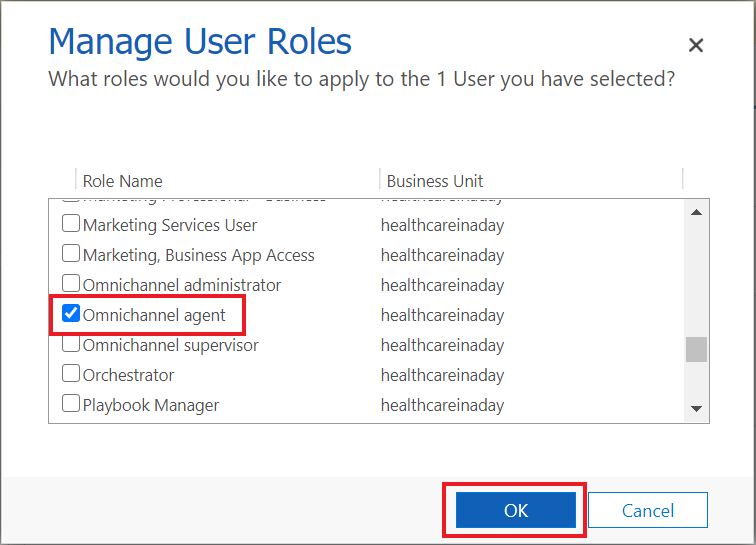 Manage User Roles
What roles would you like to apply to the 1 User you have selected?
Role Name Business Unit
Marketing Services User healthcareinaday
Marketing, Business App Access healthcareinaday
Omnichannel administrator healthcareinaday
Omnichannel agent healthcareinaday
Omnichannel supervisor healthcareinaday
Orchestrator healthcareinaday
Playbook Manager healthcareinaday
OK Cancel